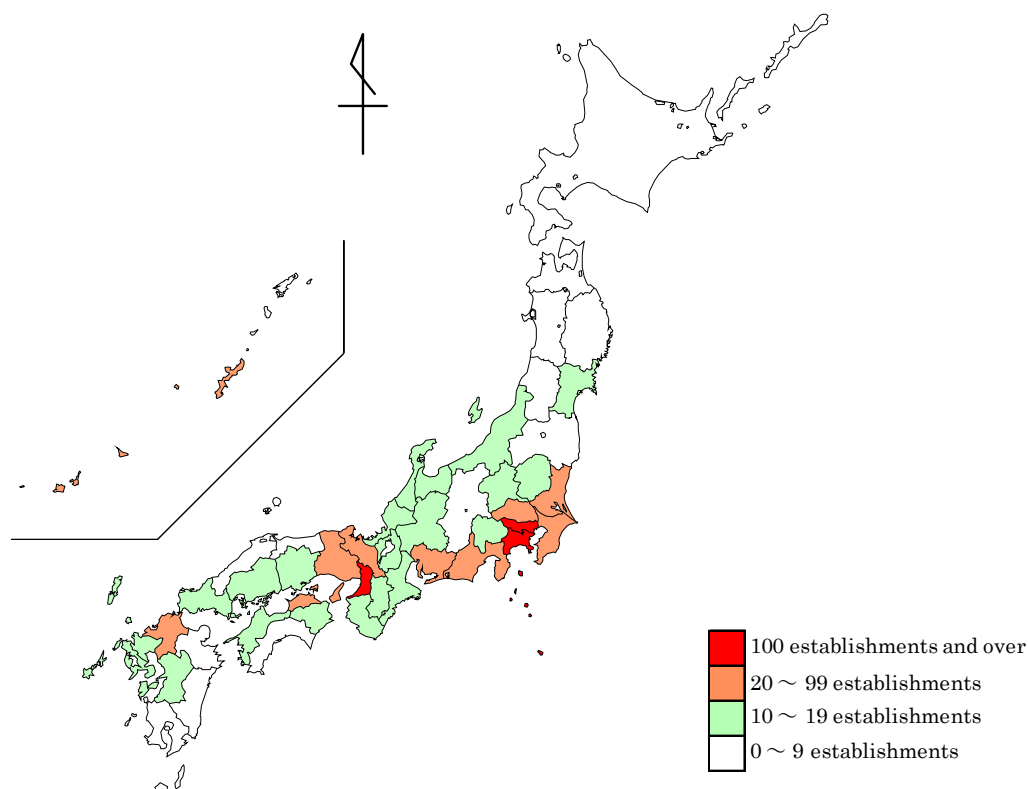 100 establishments and over
20 ～ 99 establishments
10 ～ 19 establishments
0 ～ 9 establishments